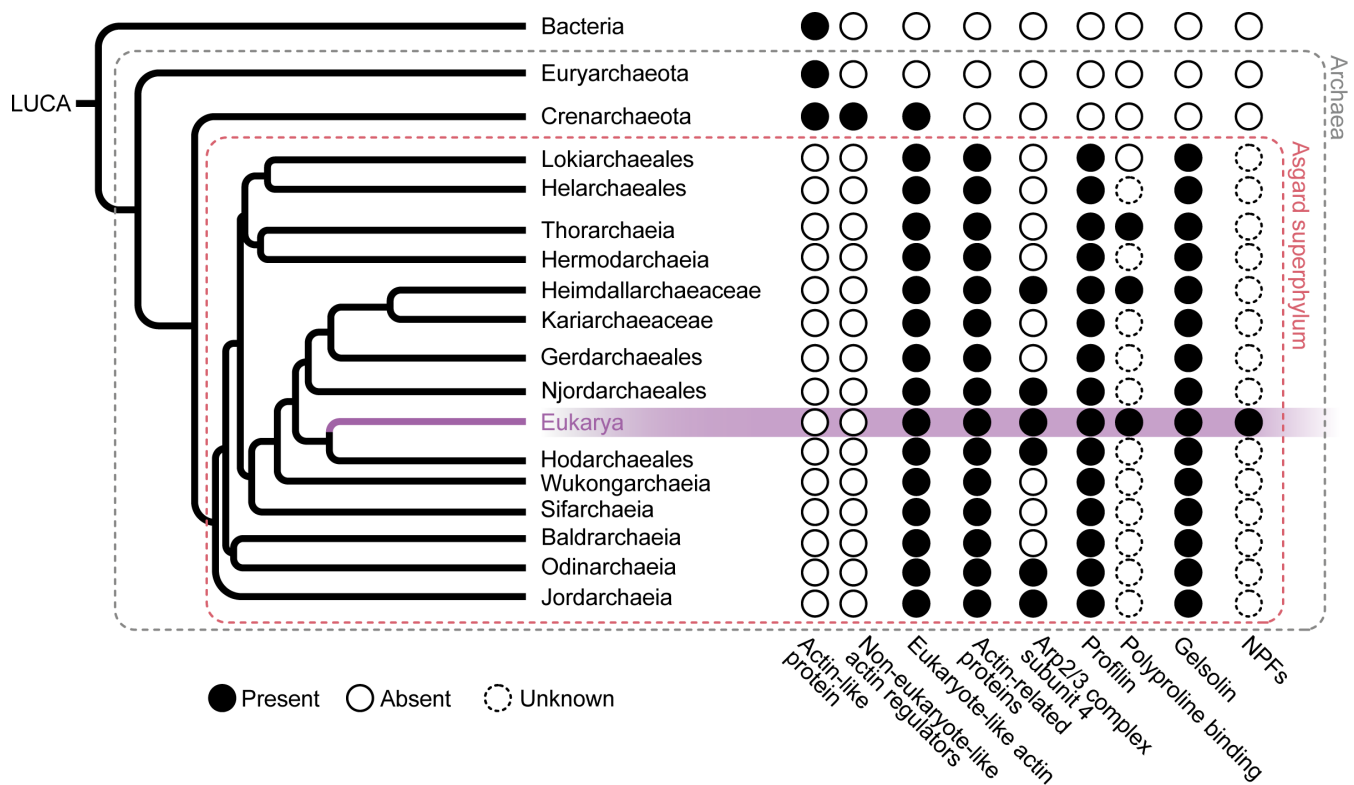 Bacteria
Euryarchaeota
LUCA
Crenarchaeota
Archaea
Asgard superphylum
Lokiarchaeales
Helarchaeales
Thorarchaeia
Hermodarchaeia
Heimdallarchaeaceae
Kariarchaeaceae
Gerdarchaeales
Njordarchaeales
Eukarya
Hodarchaeales
Wukongarchaeia
Sifarchaeia
Baldrarchaeia
Odinarchaeia
Jordarchaeia
Actin-like
protein
Non-eukaryote-like
actin regulators
Eukaryote-like actin
Actin-related
proteins
Arp2/3 complex
subunit 4
Profilin
Polyproline binding
Gelsolin
NPFs
Present
Absent
Unknown